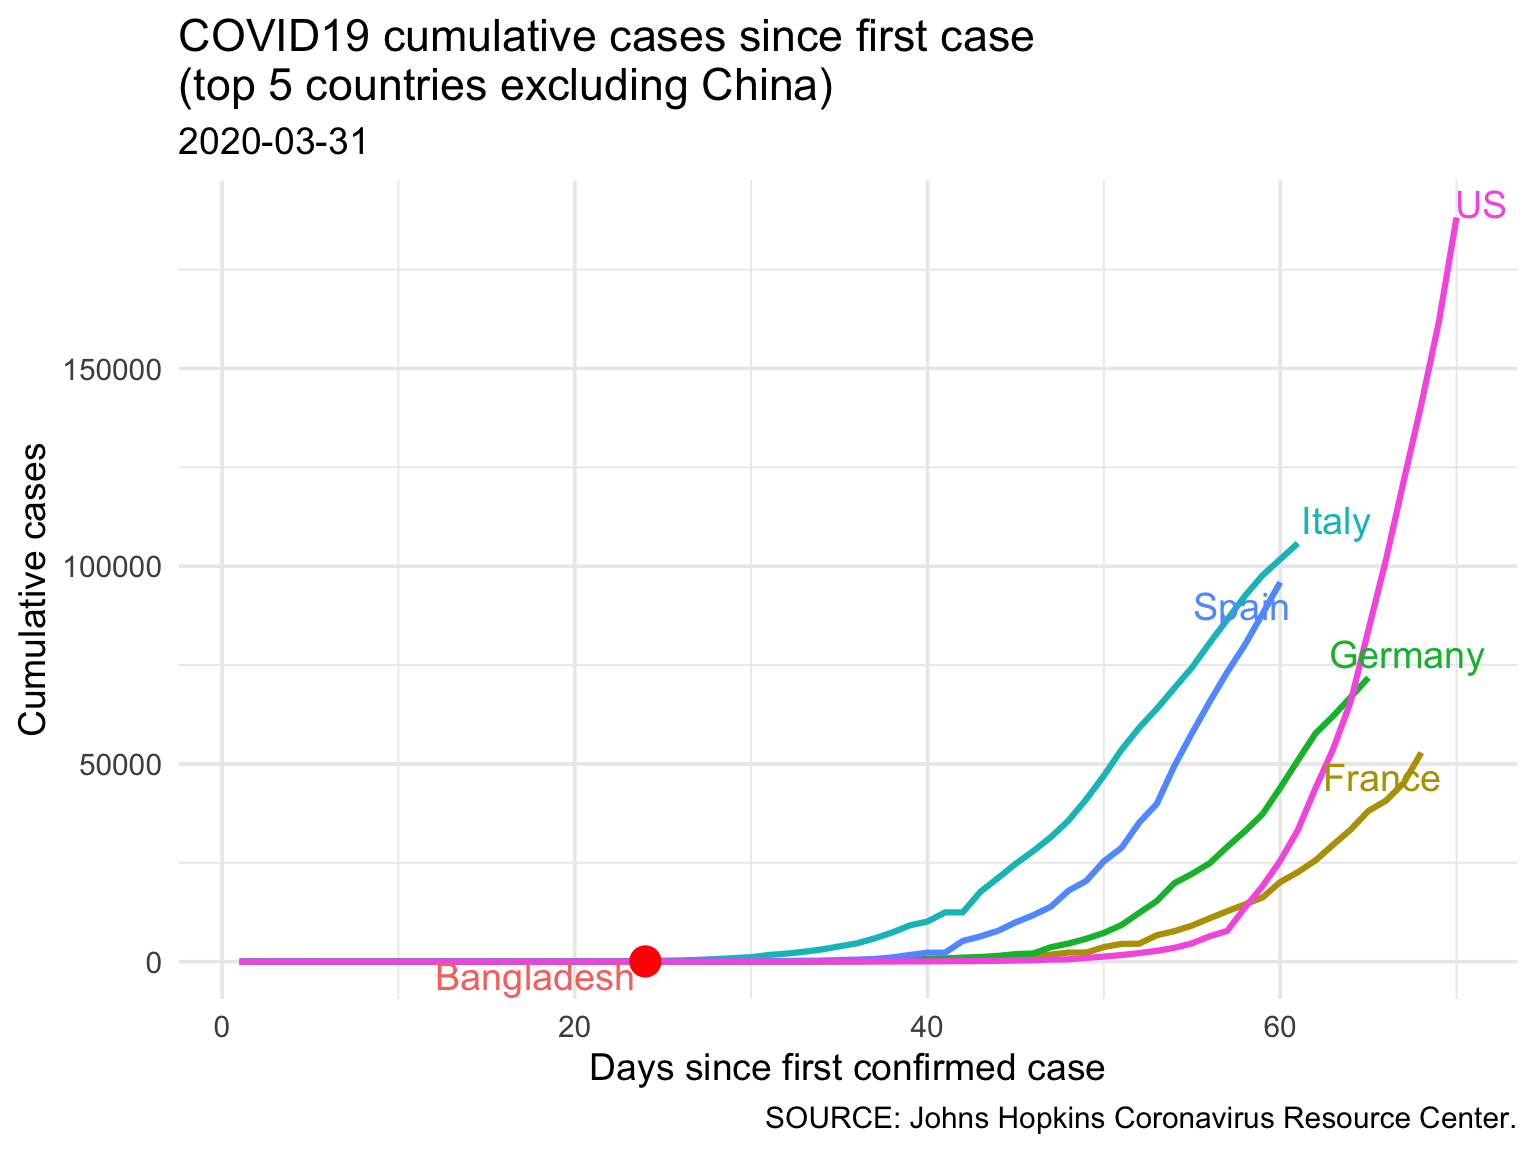 COVID19 cumulative cases since first case
(top 5 countries excluding China)
2020-03-31
US
150000
Italy
100000
Spain
Germany
50000
France
0
Bangladesh
0 20 40 60
Cumulative cases
Days since first confirmed case
SOURCE: Johns Hopkins Coronavirus Resource Center.